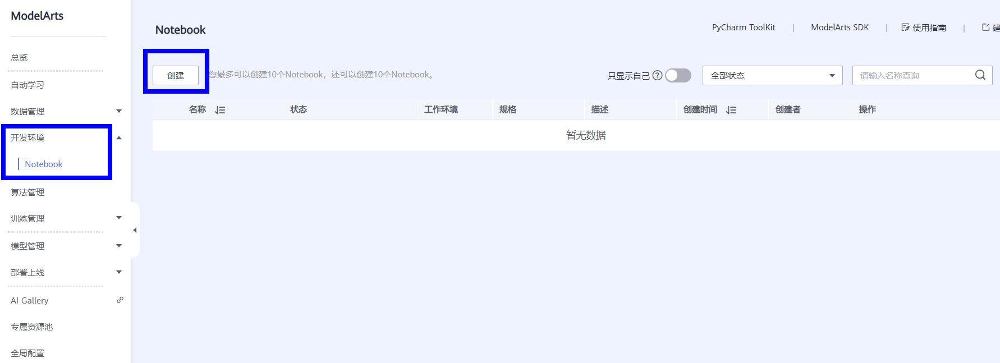 ModelArts
总览
自动学习
数据管理
开发环境
Notebook
算法管理
训练管理
模型管理
部署上线
AI Gallery
专属资源池
全局配置
Notebook
PyCharm ToolKit | ModelArts SDK | 使用指南 | 建
创建 您最多可以创建10个Notebook，还可以创建10个Notebook。 只显示自己 ? 全部状态 请输入名称查询
名称 状态 工作环境 规格 描述 创建时间 创建者 操作
暂无数据